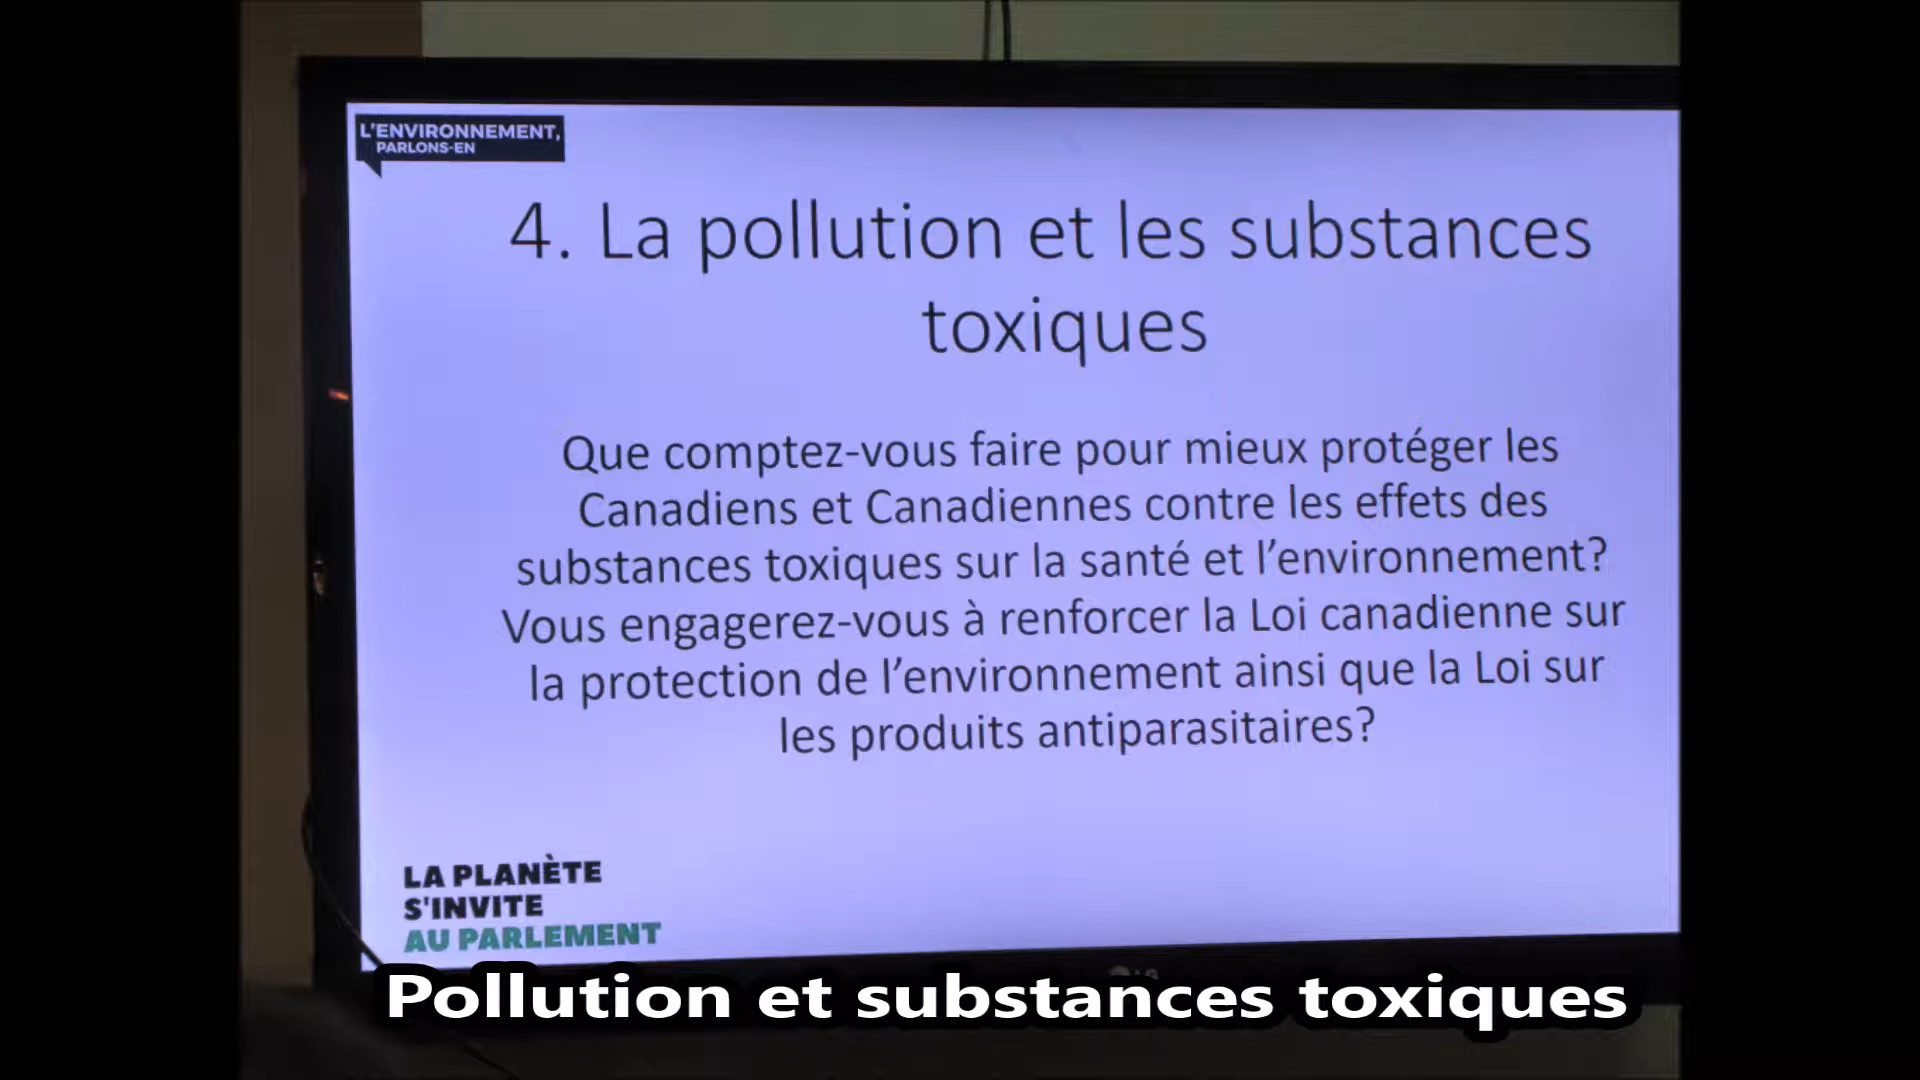 L'ENVIRONNEMENT,
PARLONS-EN
4. La pollution et les substances
toxiques
Que comptez-vous faire pour mieux protéger les
Canadiens et Canadiennes contre les effets des
substances toxiques sur la santé et l'environnement?
Vous engagerez-vous à renforcer la Loi canadienne sur
la protection de l'environnement ainsi que la Loi sur
les produits antiparasitaires?
LA PLANÈTE
S'INVITE
AU PARLEMENT
LG
Pollution et substances toxiques